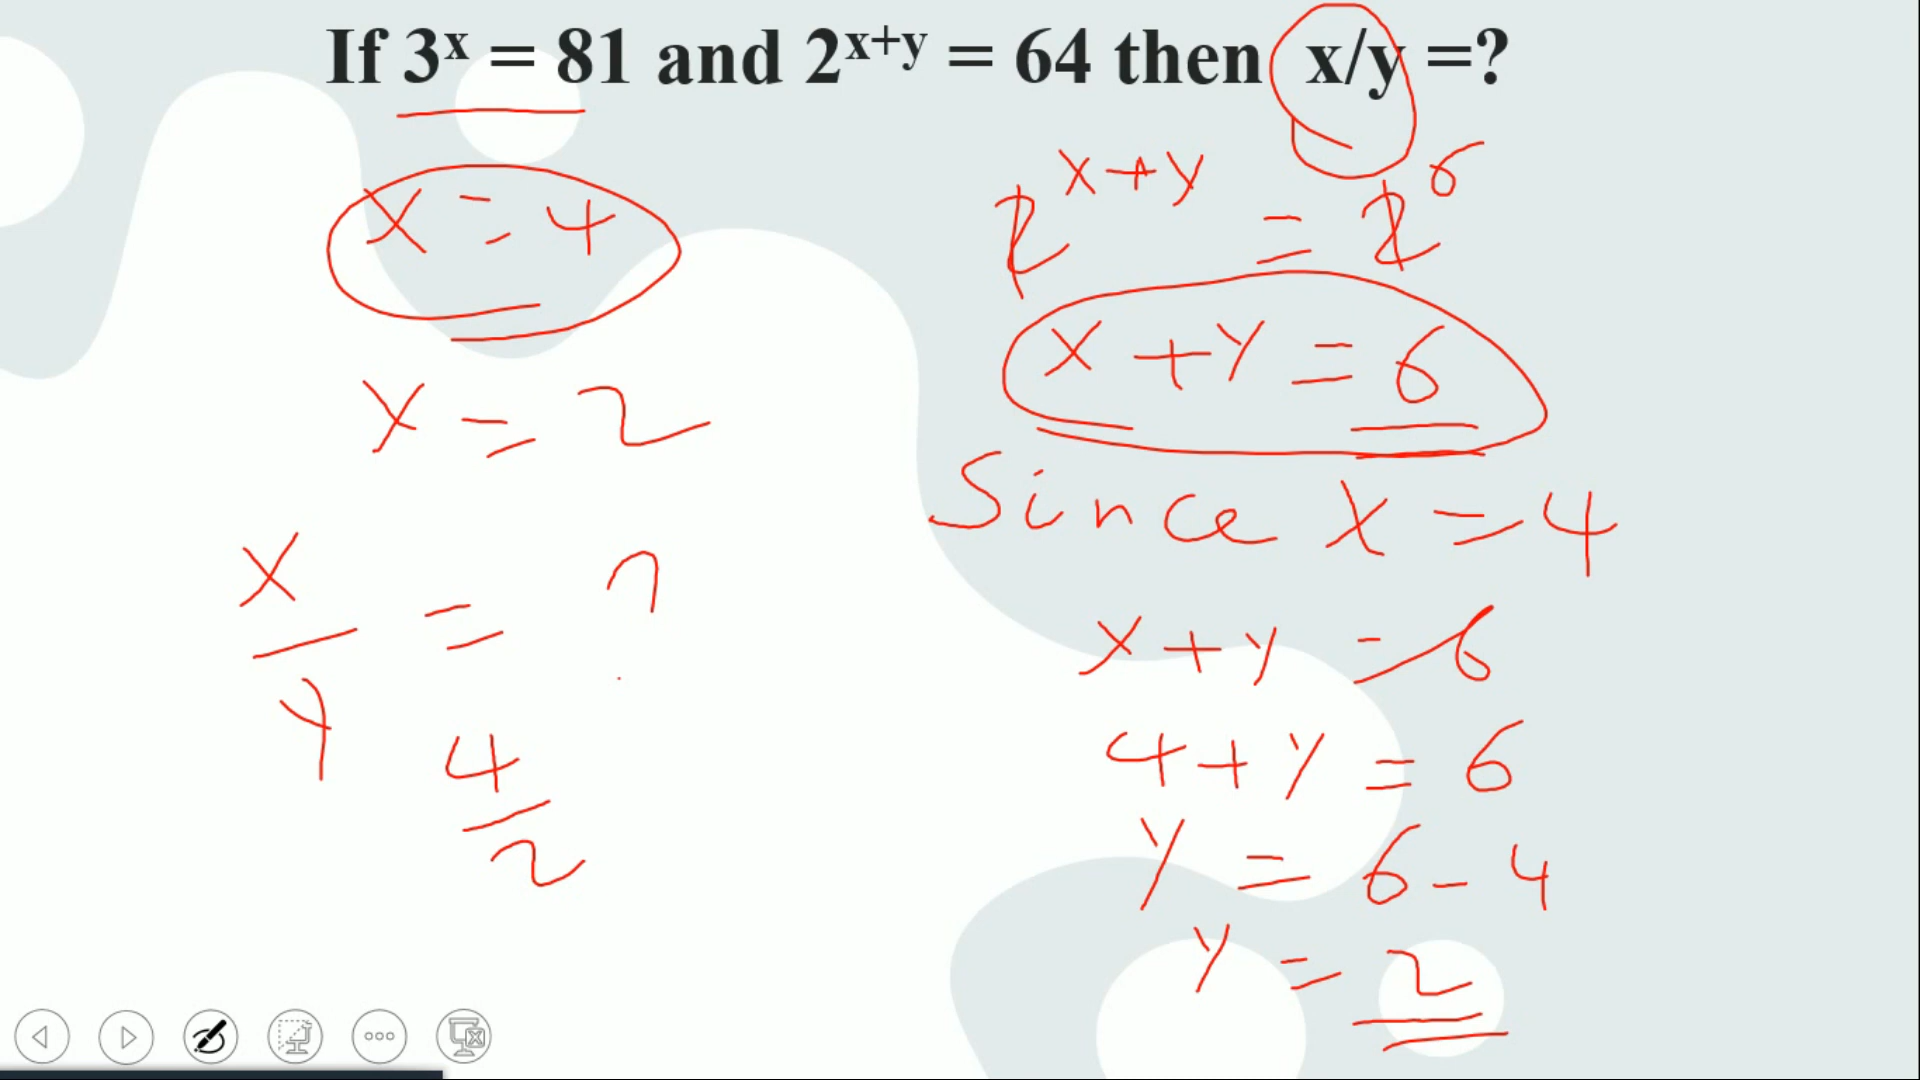 If 3ˣ = 81 and 2ˣ⁺ʸ = 64 then x/y =?
x = 4
x = 2
x/y = ?
4/2
2ˣ⁺ʸ = 2⁶
x + y = 6
Since x = 4
x + y = 6
4 + y = 6
y = 6 - 4
y = 2